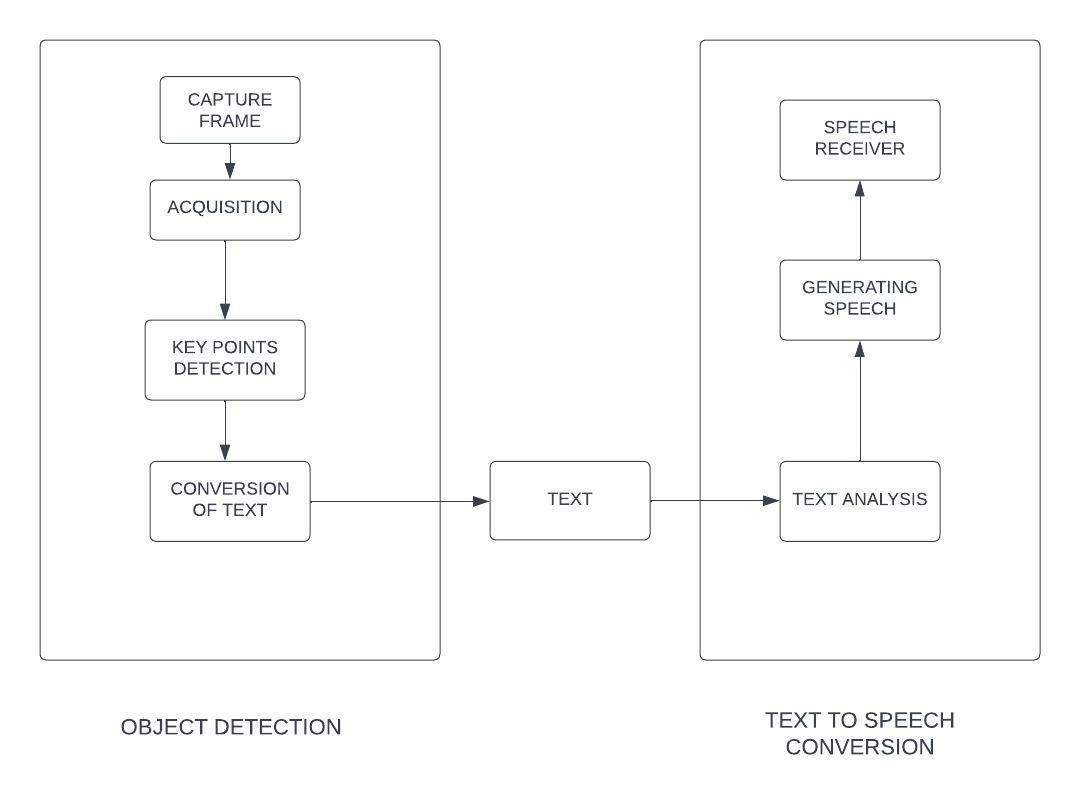 CAPTURE
FRAME
ACQUISITION
KEY POINTS
DETECTION
CONVERSION
OF TEXT
TEXT
TEXT ANALYSIS
GENERATING
SPEECH
SPEECH
RECEIVER
OBJECT DETECTION
TEXT TO SPEECH
CONVERSION